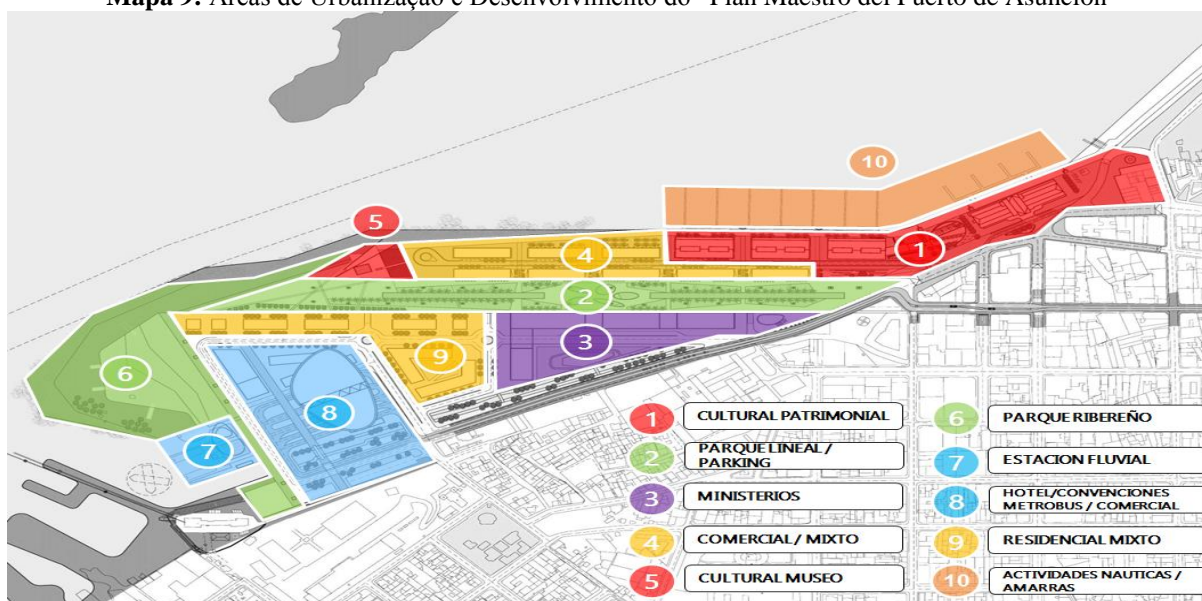 Mapa 9: Áreas de Urbanização e Desenvolvimento do "Plan Maestro del Puerto de Asunción"
10
5
4
1
2
3
9
6
8
7
1 CULTURAL PATRIMONIAL
2 PARQUE LINEAL /
PARKING
3 MINISTERIOS
4 COMERCIAL / MIXTO
5 CULTURAL MUSEO
6 PARQUE RIBEREÑO
7 ESTACION FLUVIAL
8 HOTEL/CONVENCIONES
METROBUS / COMERCIAL
9 RESIDENCIAL MIXTO
10 ACTIVIDADES NAUTICAS /
AMARRAS